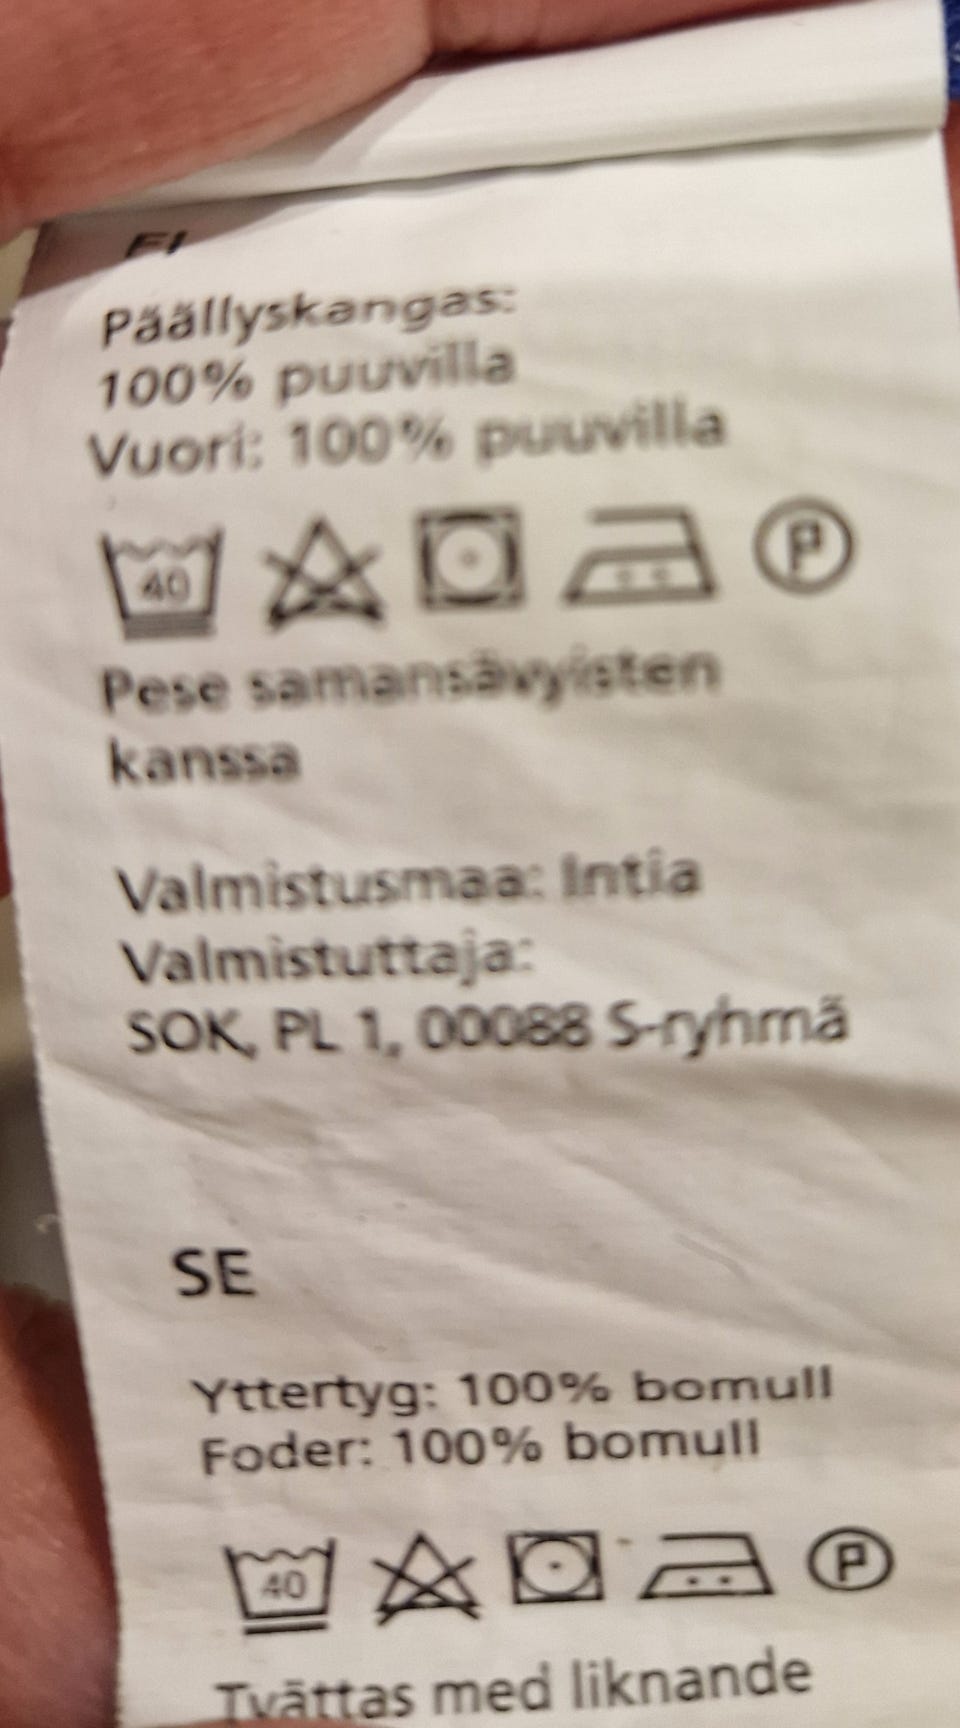 FI
Päällyskangas:
100% puuvilla
Vuori: 100% puuvilla
40 P
Pese samansävyisten
kanssa
Valmistusmaa: Intia
Valmistuttaja:
SOK, PL 1, 00088 S-ryhmä
SE
Yttertyg: 100% bomull
Foder: 100% bomull
40 P
Tvättas med liknande